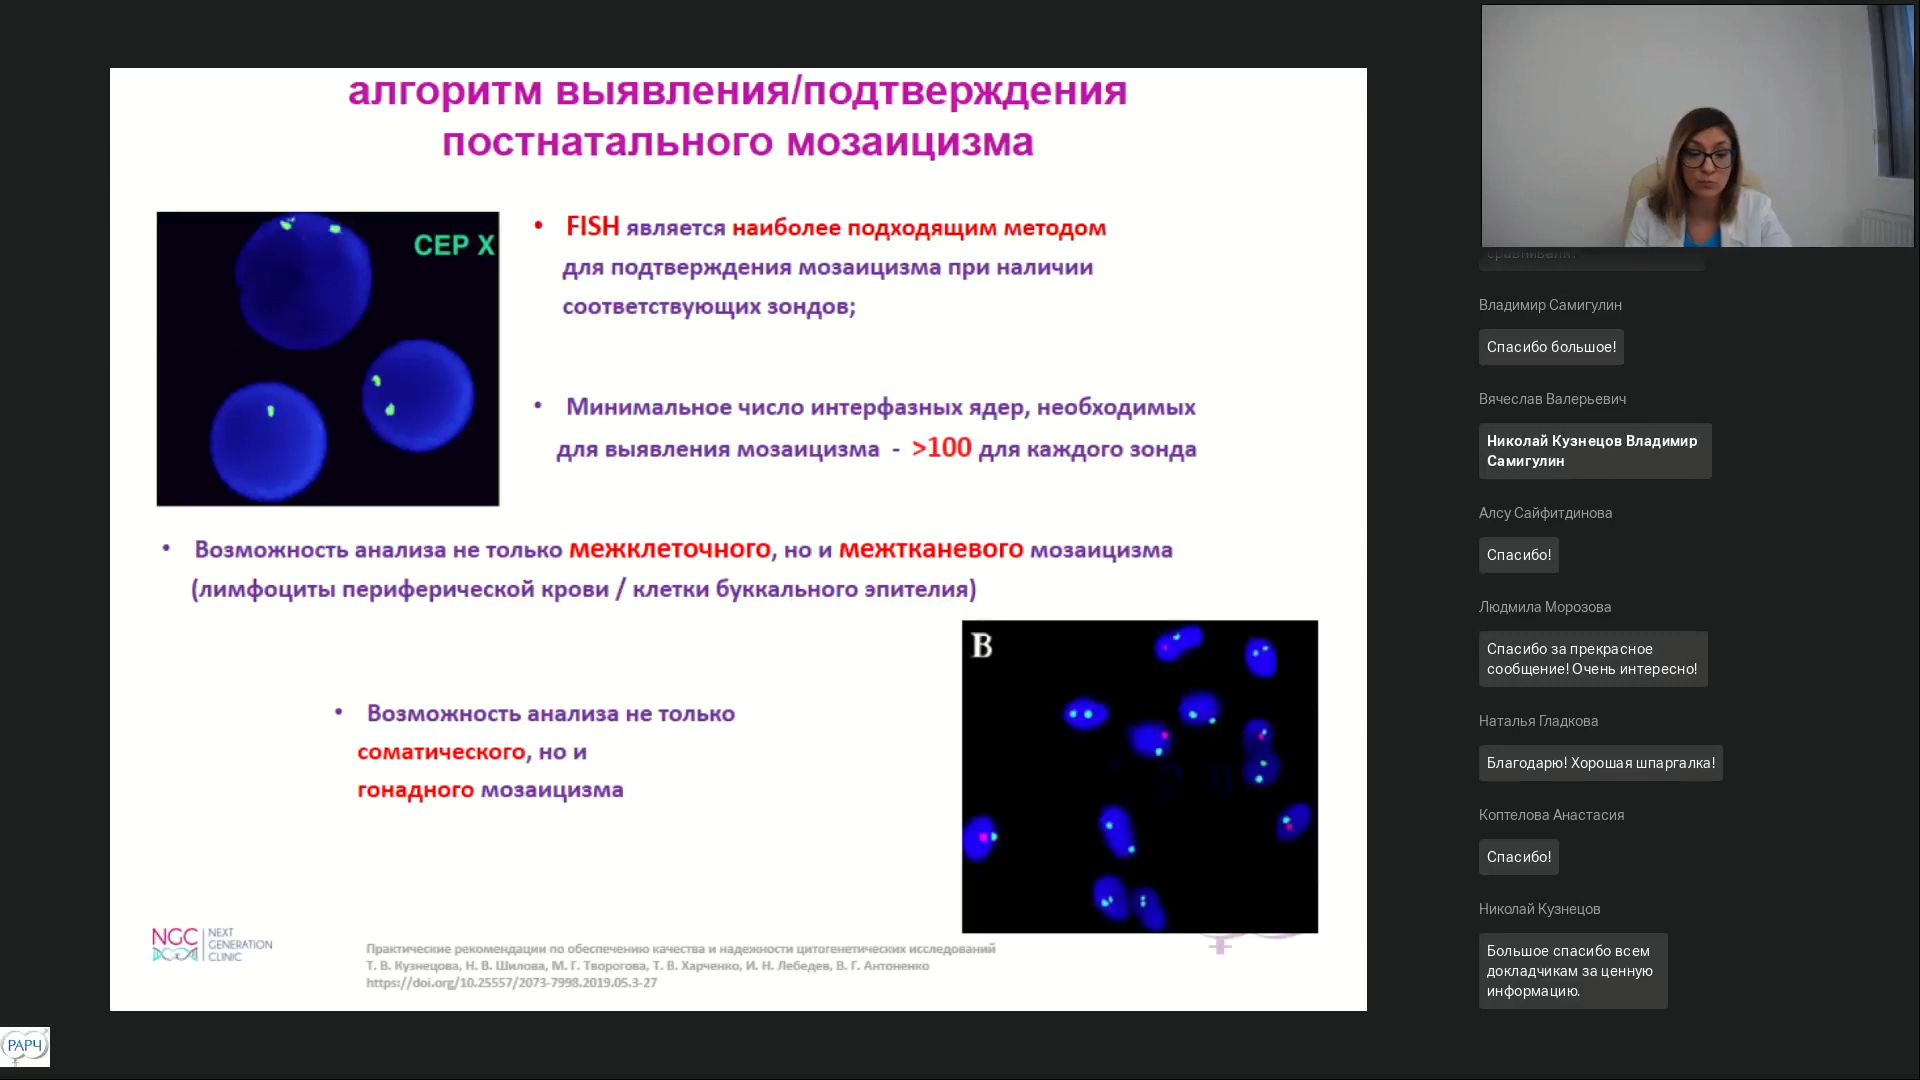 алгоритм выявления/подтверждения
постнатального мозаицизма
CEP X
• FISH является наиболее подходящим методом
для подтверждения мозаицизма при наличии
соответствующих зондов;
• Минимальное число интерфазных ядер, необходимых
для выявления мозаицизма - >100 для каждого зонда
• Возможность анализа не только межклеточного, но и межтканевого мозаицизма
(лимфоциты периферической крови / клетки буккального эпителия)
B
• Возможность анализа не только
соматического, но и
гонадного мозаицизма
NGC
NEXT
GENERATION
CLINIC
Практические рекомендации по обеспечению качества и надежности цитогенетических исследований
Т. В. Кузнецова, Н. В. Шилова, М. Г. Творогова, Т. В. Харченко, И. Н. Лебедев, В. Г. Антоненко
https://doi.org/10.25557/2073-7998.2019.05.3-27
РАРЧ
Владимир Самигулин
Спасибо большое!
Вячеслав Валерьевич
Николай Кузнецов Владимир
Самигулин
Алсу Сайфитдинова
Спасибо!
Людмила Морозова
Спасибо за прекрасное
сообщение! Очень интересно!
Наталья Гладкова
Благодарю! Хорошая шпаргалка!
Коптелова Анастасия
Спасибо!
Николай Кузнецов
Большое спасибо всем
докладчикам за ценную
информацию.